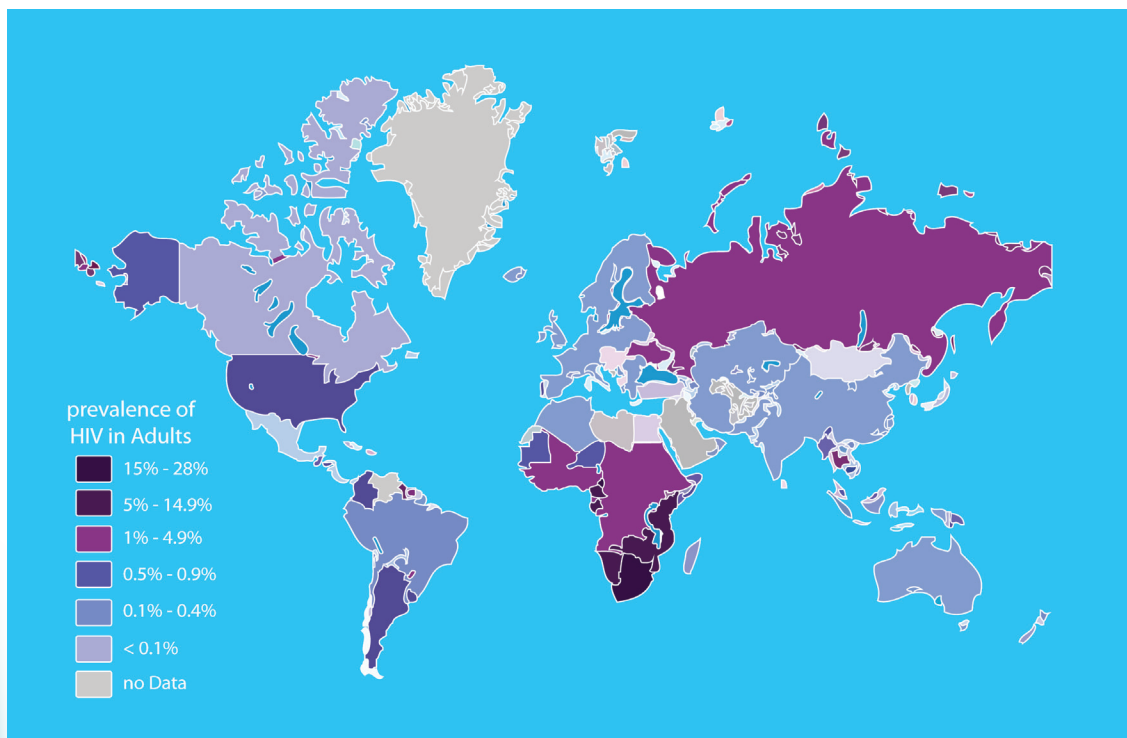 prevalence of
HIV in Adults
15% - 28%
5% - 14.9%
1% - 4.9%
0.5% - 0.9%
0.1% - 0.4%
< 0.1%
no Data